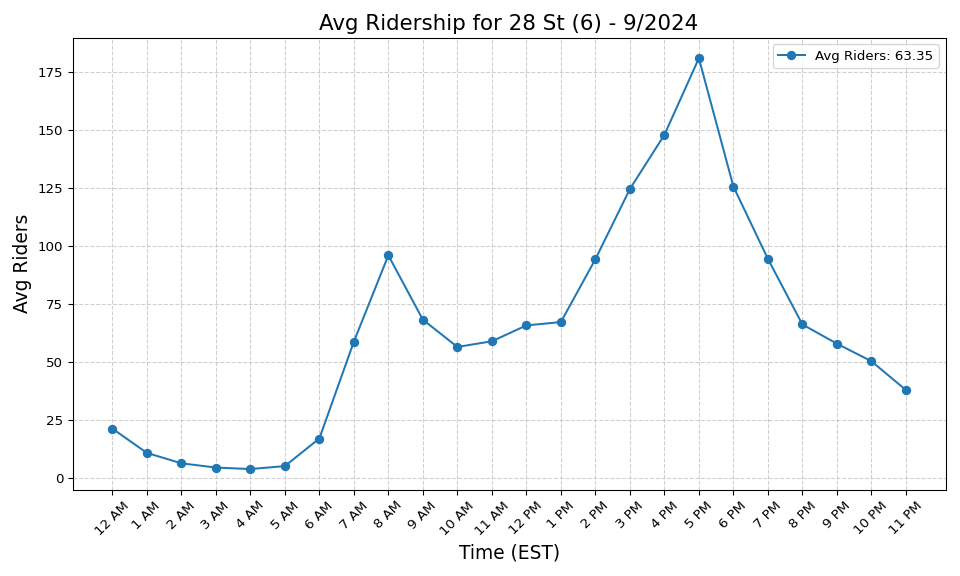 Avg Ridership for 28 St (6) - 9/2024
Avg Riders: 63.35
Avg Riders
175
150
125
100
75
50
25
0
12 AM
1 AM
2 AM
3 AM
4 AM
5 AM
6 AM
7 AM
8 AM
9 AM
10 AM
11 AM
12 PM
1 PM
2 PM
3 PM
4 PM
5 PM
6 PM
7 PM
8 PM
9 PM
10 PM
11 PM
Time (EST)